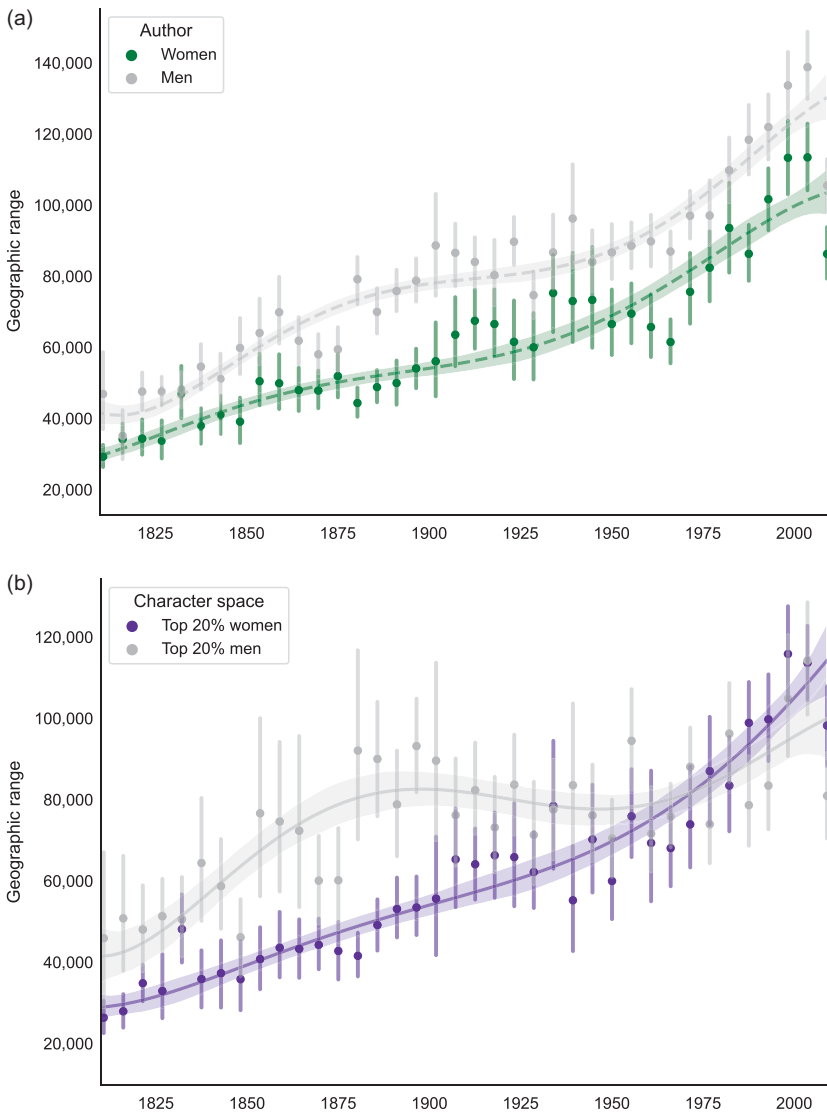 (a)
Author
Women
Men
140,000
120,000
100,000
80,000
60,000
40,000
20,000
Geographic range
1825 1850 1875 1900 1925 1950 1975 2000
(b)
Character space
Top 20% women
Top 20% men
120,000
100,000
80,000
60,000
40,000
20,000
Geographic range
1825 1850 1875 1900 1925 1950 1975 2000